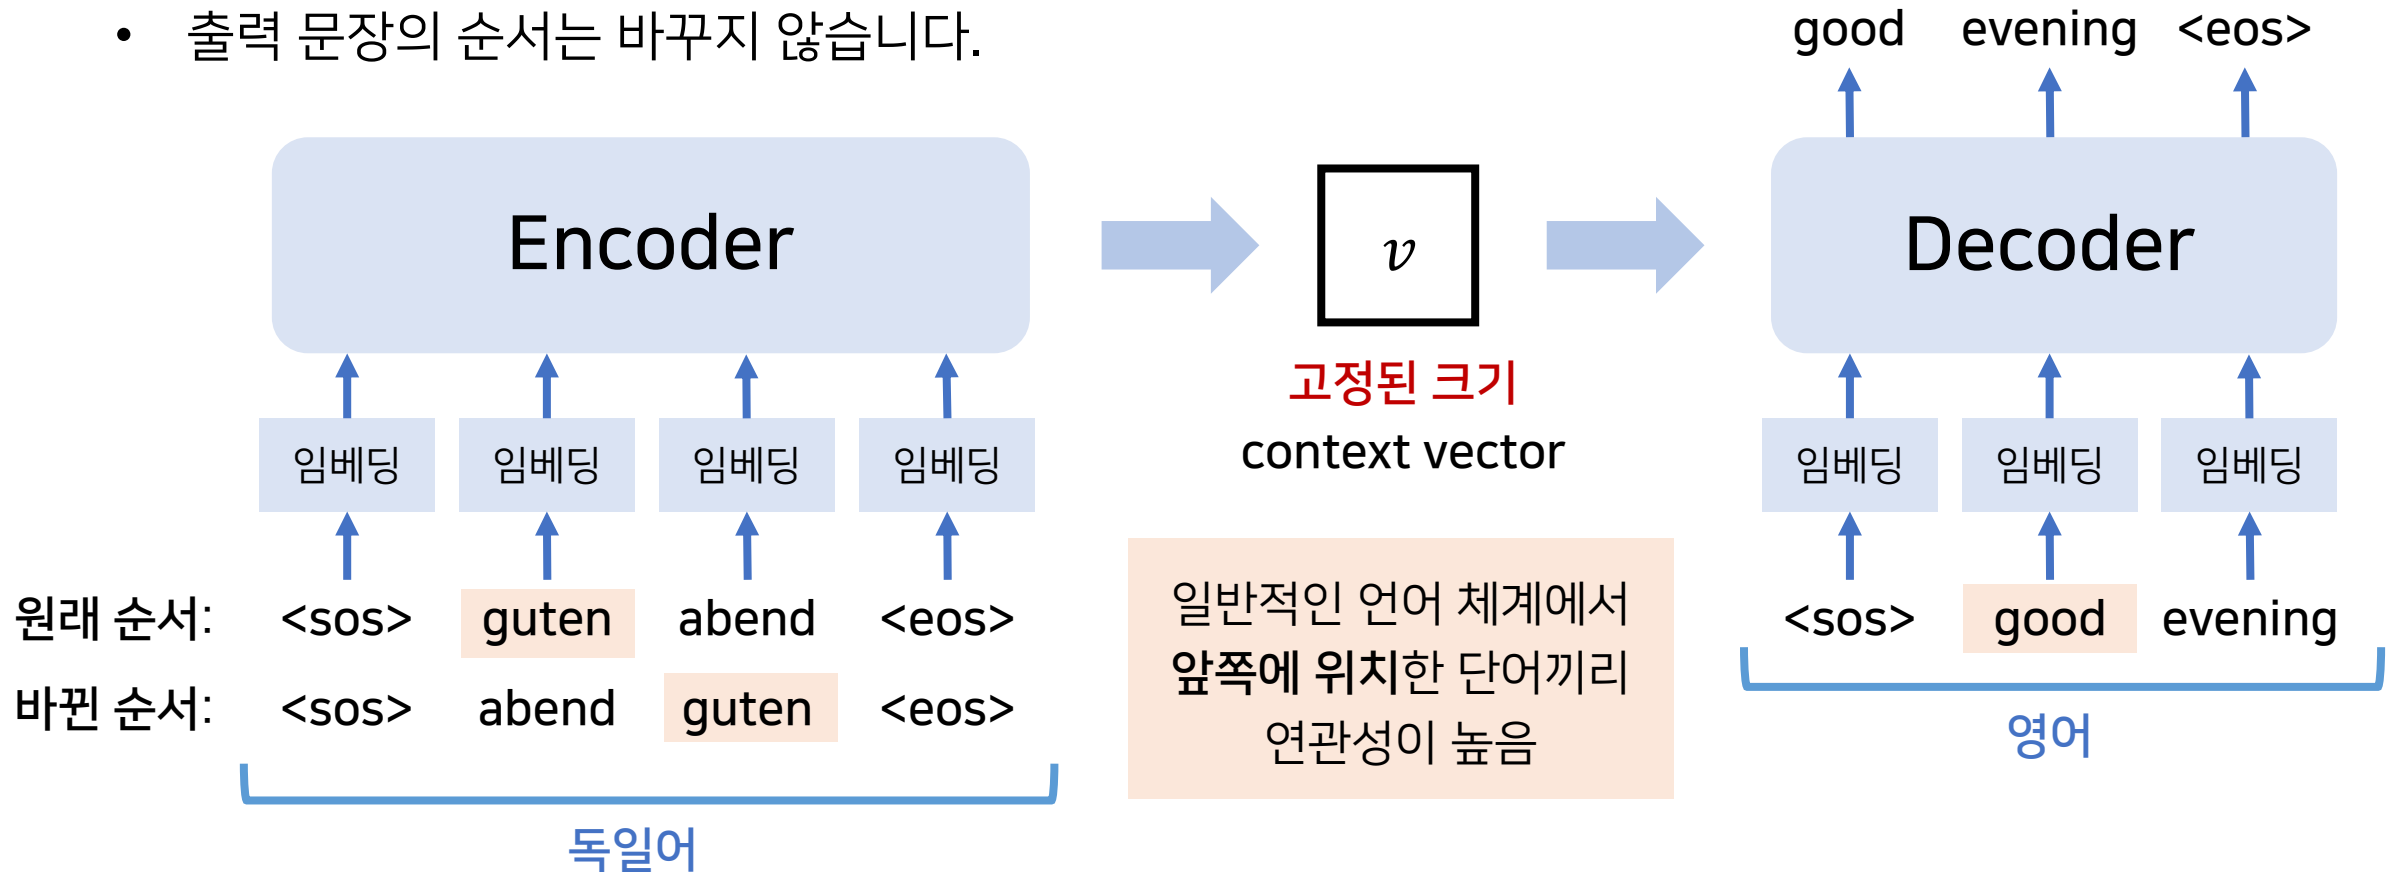 • 출력 문장의 순서는 바꾸지 않습니다.
good evening <eos>
Encoder
v
Decoder
고정된 크기
context vector
임베딩 임베딩 임베딩 임베딩
임베딩 임베딩 임베딩
원래 순서: <sos> guten abend <eos>
바뀐 순서: <sos> abend guten <eos>
독일어
일반적인 언어 체계에서
앞쪽에 위치한 단어끼리
연관성이 높음
<sos> good evening
영어